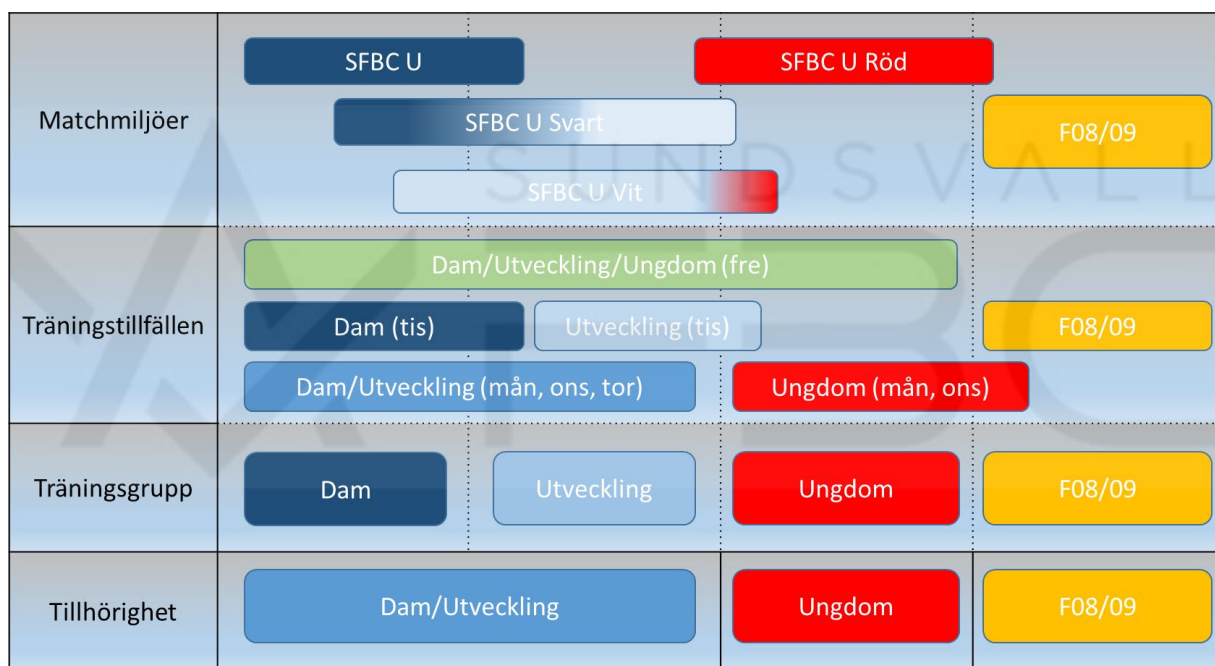 Matchmiljöer
SFBC U
SFBC U Röd
SFBC U Svart
F08/09
SFBC U Vit
SUNDSVALL
FBC
Träningstillfällen
Dam/Utveckling/Ungdom (fre)
Dam (tis)
Utveckling (tis)
F08/09
Dam/Utveckling (mån, ons, tor)
Ungdom (mån, ons)
Träningsgrupp
Dam
Utveckling
Ungdom
F08/09
Tillhörighet
Dam/Utveckling
Ungdom
F08/09